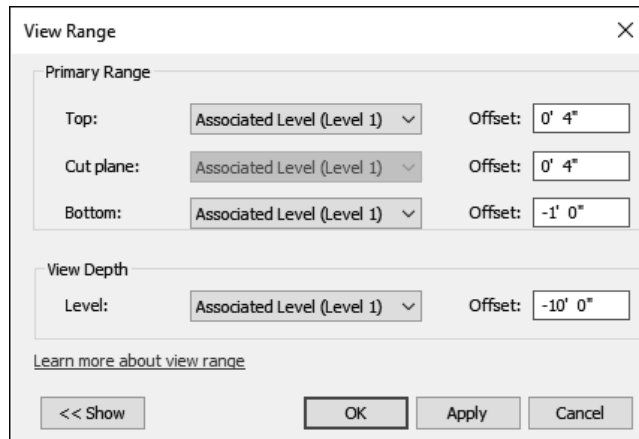 View Range
Primary Range
Top: Associated Level (Level 1) Offset: 0' 4"
Cut plane: Associated Level (Level 1) Offset: 0' 4"
Bottom: Associated Level (Level 1) Offset: -1' 0"
View Depth
Level: Associated Level (Level 1) Offset: -10' 0"
Learn more about view range
<< Show OK Apply Cancel